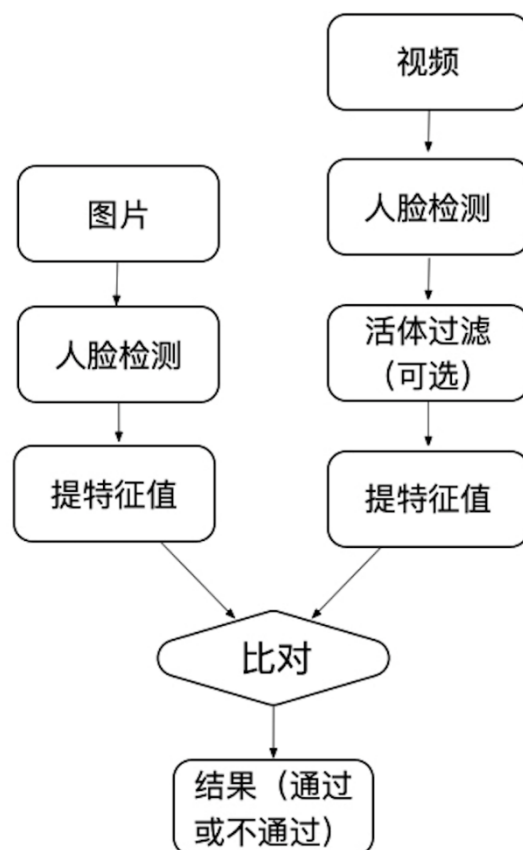 视频
图片
人脸检测
人脸检测
活体过滤
（可选）
提特征值
提特征值
比对
结果（通过
或不通过）